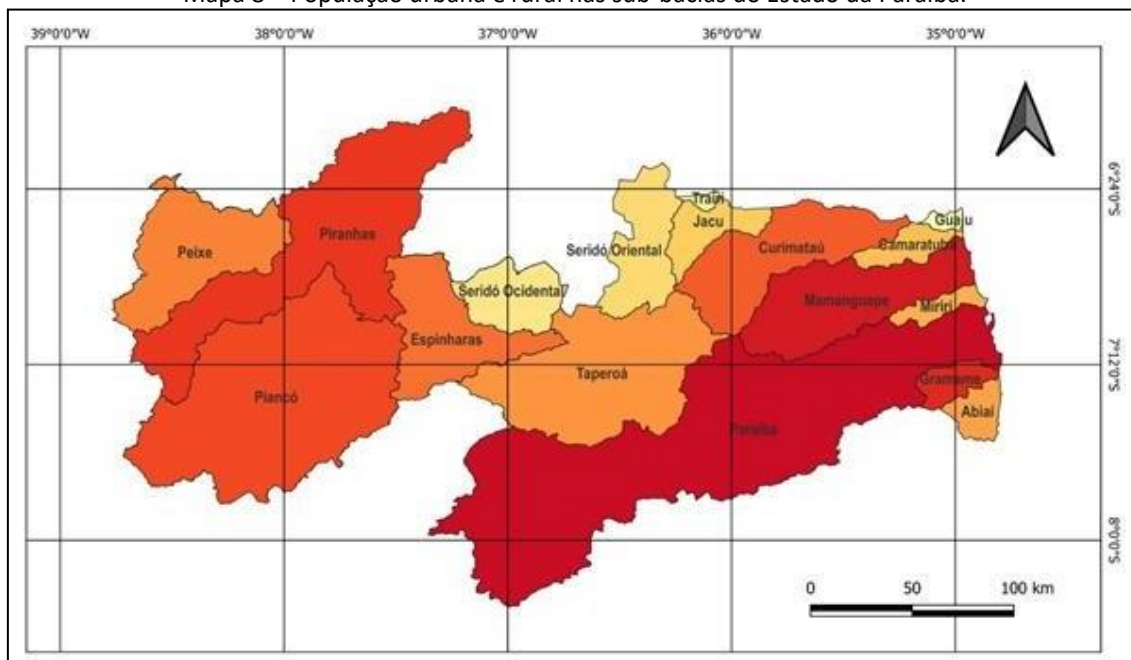 Mapa 3 – População urbana e rural nas sub-bacias do Estado da Paraíba.
39°0'0"W
38°0'0"W
37°0'0"W
36°0'0"W
35°0'0"W
6°24'0"S
7°12'0"S
8°0'0"S
Peixe
Piranhas
Piancó
Espinharas
Seridó Ocidental
Seridó Oriental
Trairi
Jacu
Curimataú
Guaju
Camaratuba
Mamanguape
Miriri
Taperoá
Paraíba
Gramame
Abiaí
0 50 100 km